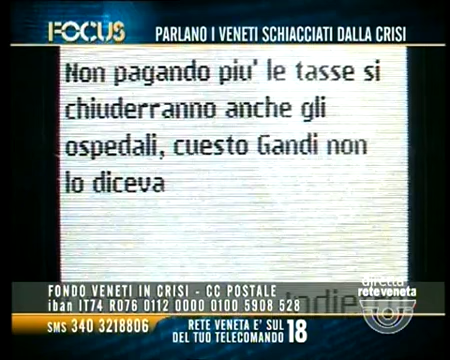 FOCUS
PARLANO I VENETI SCHIACCIATI DALLA CRISI
Non pagando piu' le tasse si
chiuderranno anche gli
ospedali, cuesto Gandi non
lo diceva
diretta
reteveneta
FONDO VENETI IN CRISI - CC POSTALE
iban IT74 R076 0112 0000 0100 5908 528
SMS 340 3218806
RETE VENETA E' SUL 18
DEL TUO TELECOMANDO